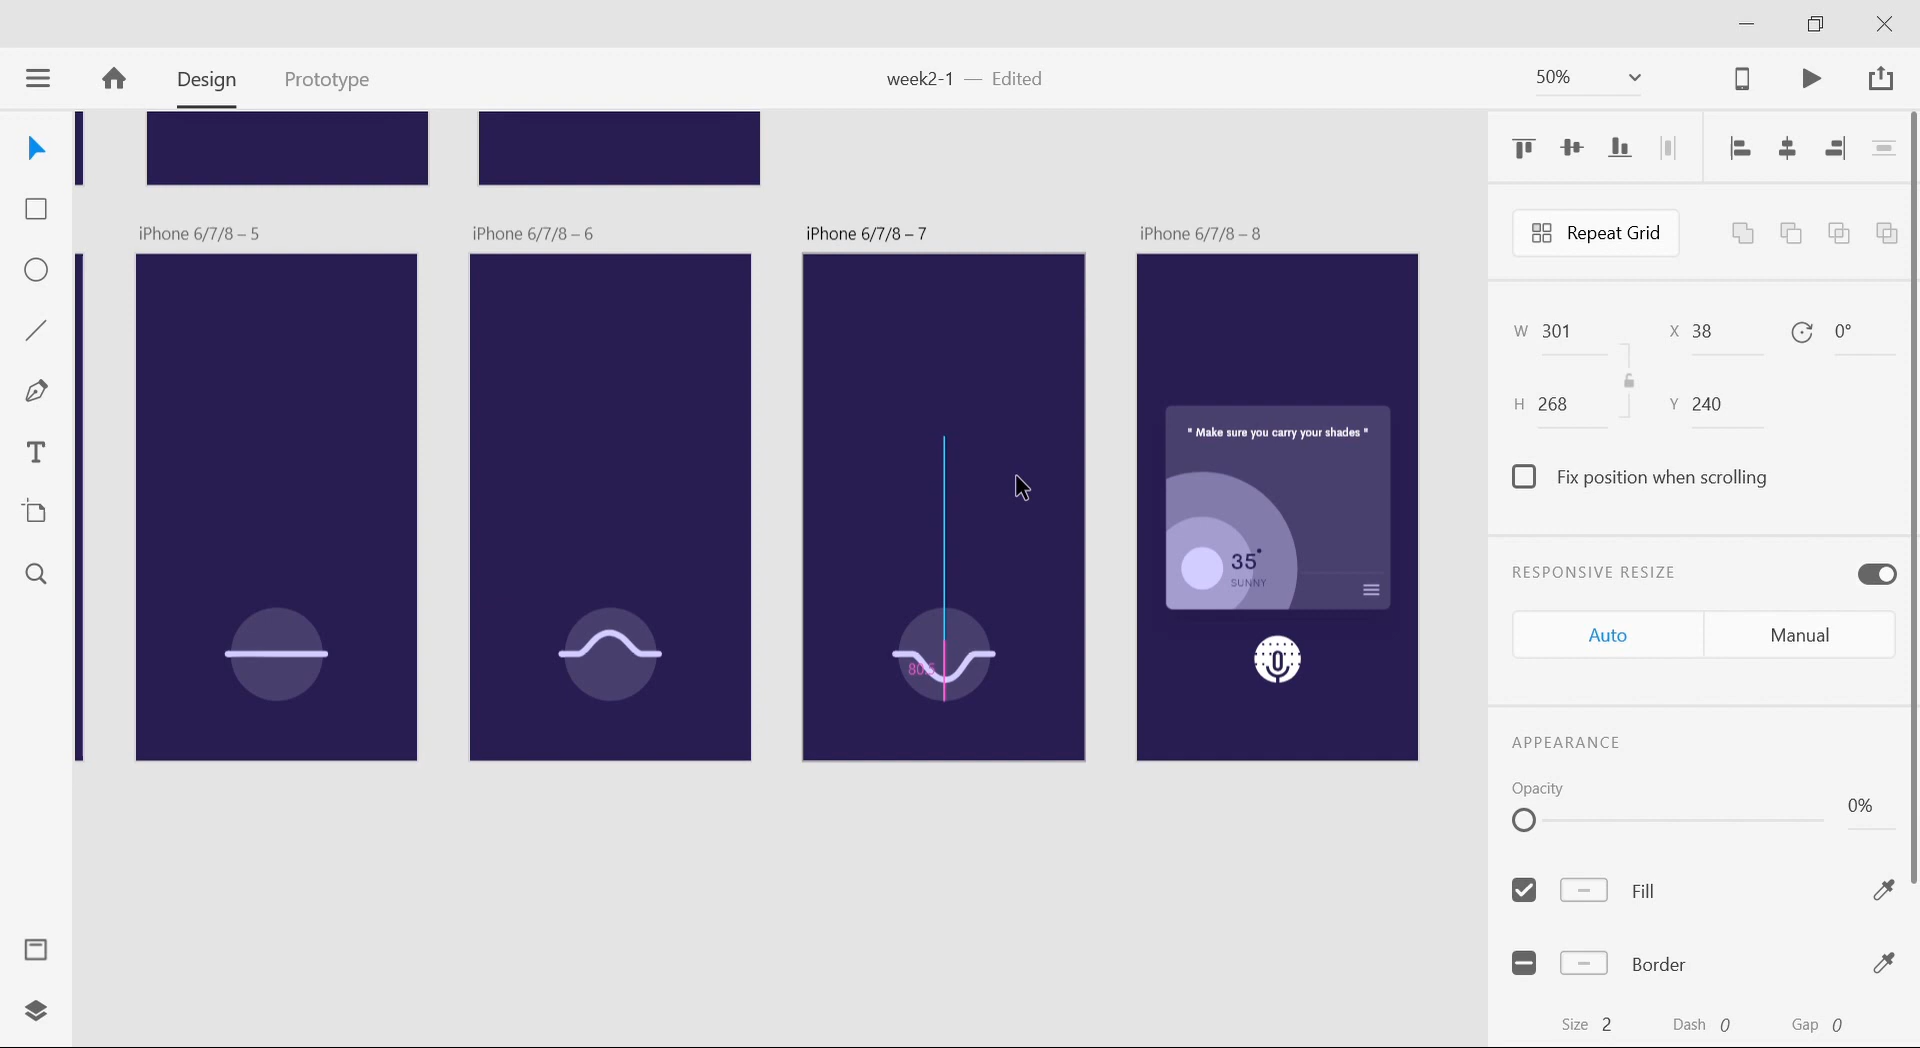 Design Prototype week2-1 — Edited 50%
Repeat Grid
iPhone 6/7/8 – 5 iPhone 6/7/8 – 6 iPhone 6/7/8 – 7 iPhone 6/7/8 – 8
W 301 X 38 0°
H 268 Y 240
" Make sure you carry your shades "
Fix position when scrolling
35°
SUNNY
RESPONSIVE RESIZE
Auto Manual
APPEARANCE
Opacity
0%
Fill
Border
Size 2 Dash 0 Gap 0